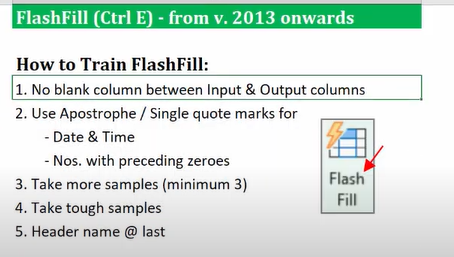 FlashFill (Ctrl E) - from v. 2013 onwards
How to Train FlashFill:
1. No blank column between Input & Output columns
2. Use Apostrophe / Single quote marks for
- Date & Time
- Nos. with preceding zeroes
3. Take more samples (minimum 3)
4. Take tough samples
5. Header name @ last
Flash
Fill